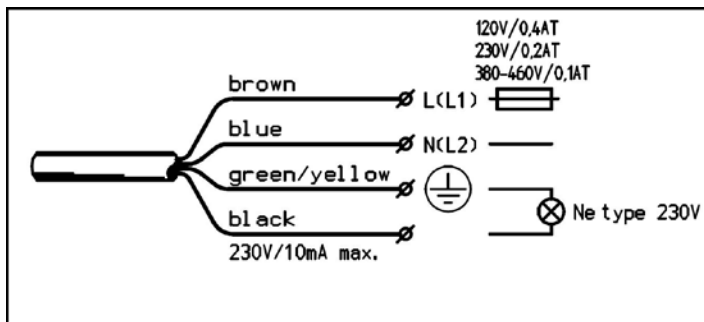 120V/0,4AT
230V/0,2AT
380-460V/0,1AT
brown
L(L1)
blue
N(L2)
green/yellow
black
Ne type 230V
230V/10mA max.